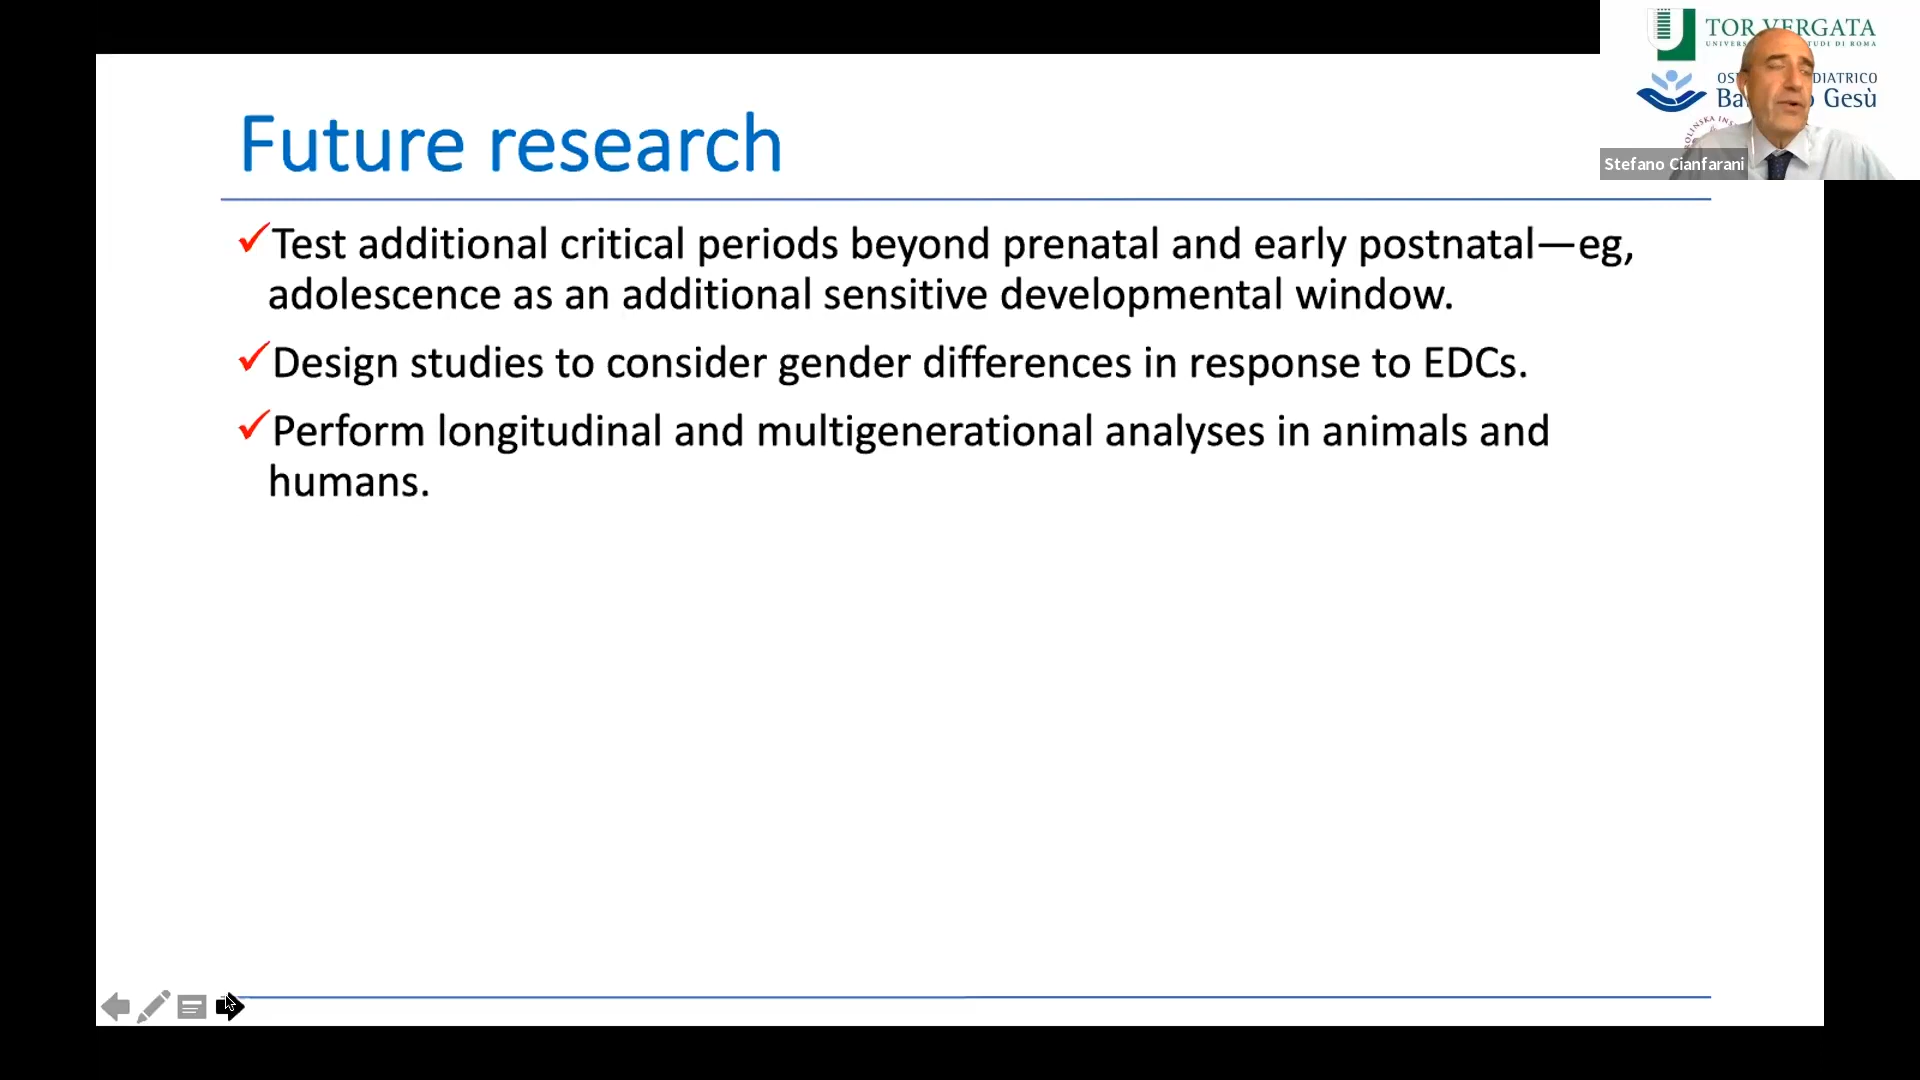 Future research
Test additional critical periods beyond prenatal and early postnatal—eg,
adolescence as an additional sensitive developmental window.
Design studies to consider gender differences in response to EDCs.
Perform longitudinal and multigenerational analyses in animals and
humans.
TOR VERGATA
Gesù
Stefano Cianfarani